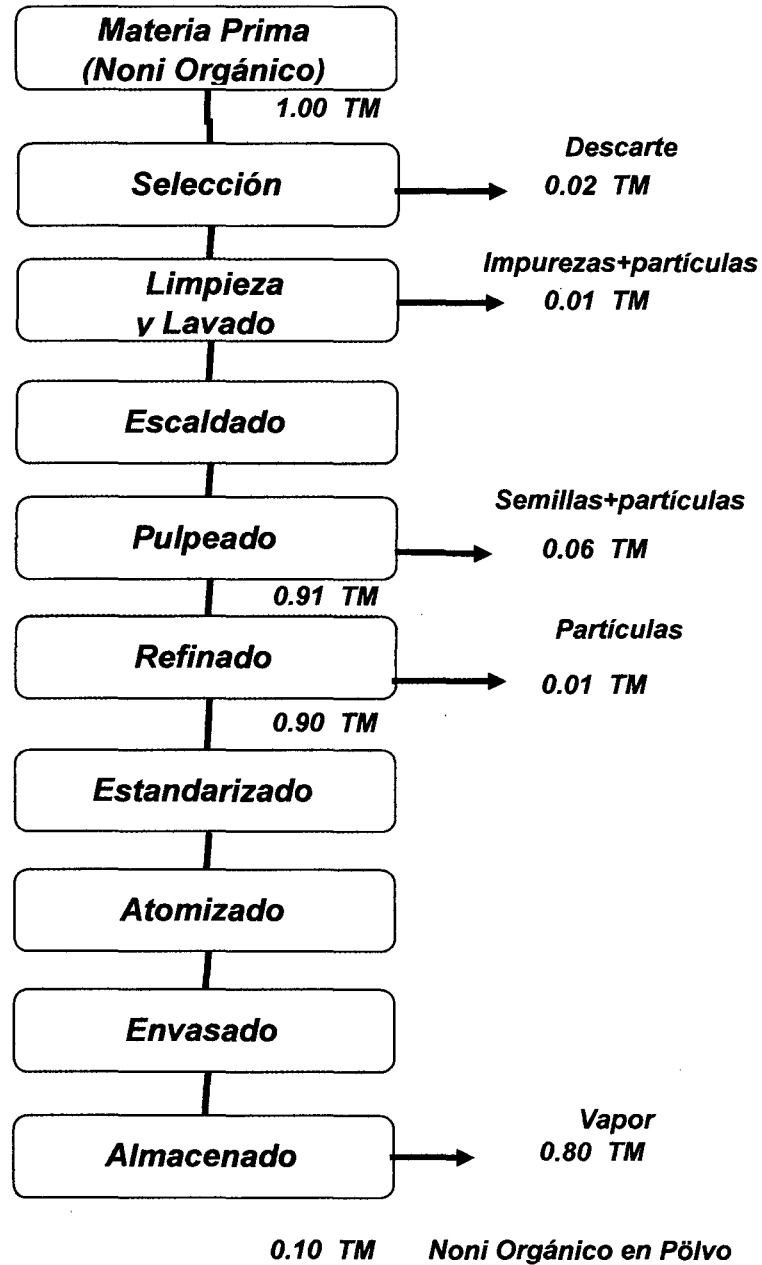 Materia Prima
(Noni Orgánico)
1.00 TM
Selección
Descarte
0.02 TM
Limpieza
y Lavado
Impurezas+partículas
0.01 TM
Escaldado
Pulpeado
Semillas+partículas
0.06 TM
0.91 TM
Refinado
Partículas
0.01 TM
0.90 TM
Estandarizado
Atomizado
Envasado
Almacenado
Vapor
0.80 TM
0.10 TM Noni Orgánico en Pölvo